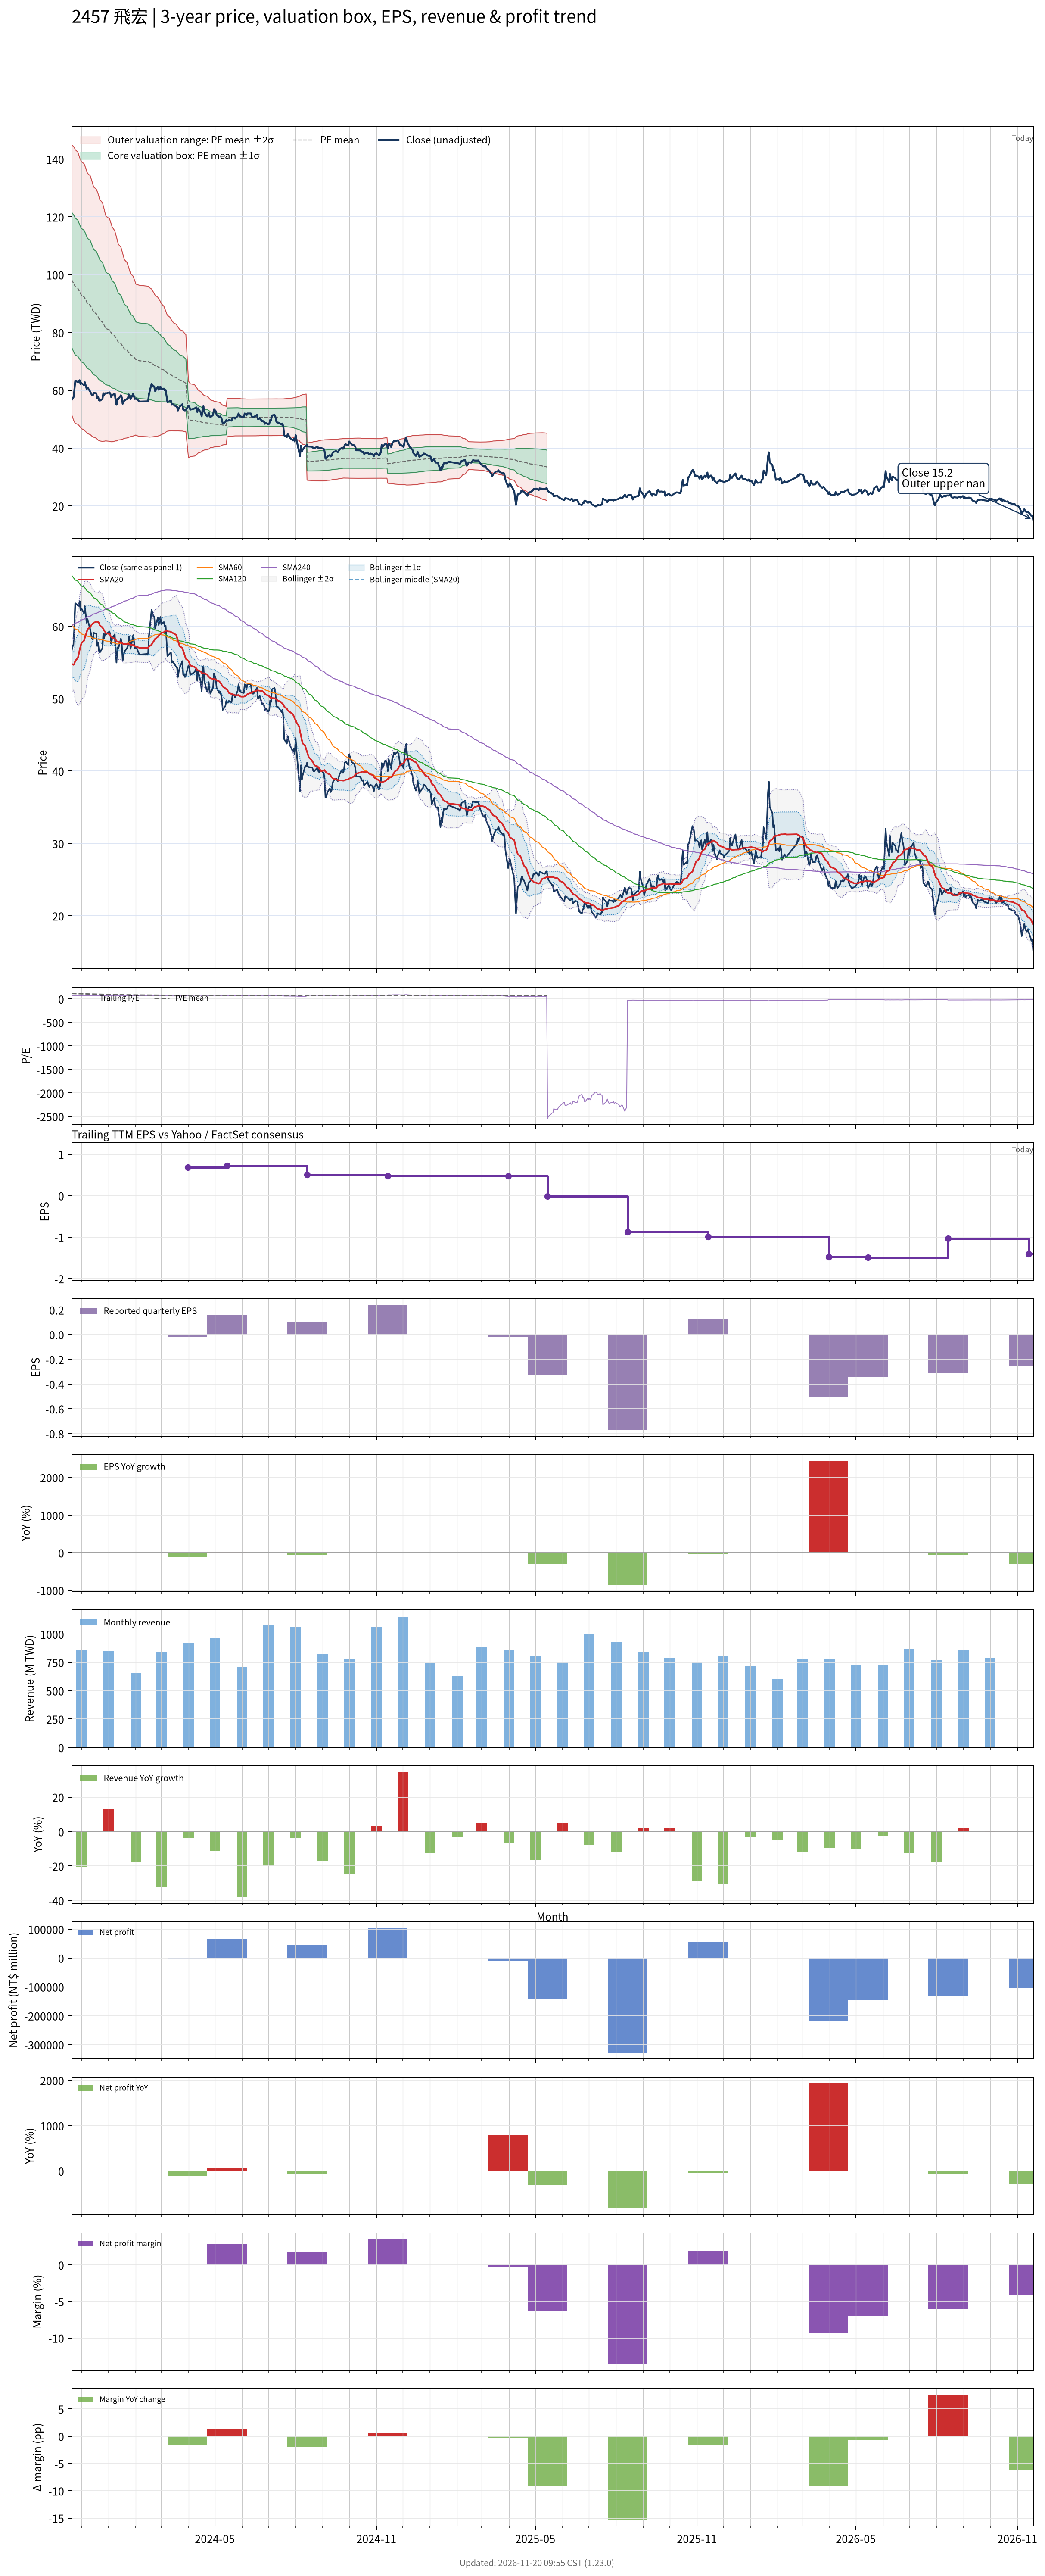 2457 飛宏 | 3-year price, valuation box, EPS, revenue & profit trend
Outer valuation range: PE mean ±2σ
Core valuation box: PE mean ±1σ
PE mean
Close (unadjusted)
Today
140
120
100
80
60
40
20
Price (TWD)
Close 15.2
Outer upper nan
Close (same as panel 1)
SMA20
SMA60
SMA120
SMA240
Bollinger ±2σ
Bollinger ±1σ
Bollinger middle (SMA20)
60
50
40
30
20
Price
Trailing P/E
P/E mean
0
-500
-1000
-1500
-2000
-2500
P/E
Trailing TTM EPS vs Yahoo / FactSet consensus
Today
1
0
-1
-2
EPS
Reported quarterly EPS
0.2
0.0
-0.2
-0.4
-0.6
-0.8
EPS
EPS YoY growth
2000
1000
0
-1000
YoY (%)
Monthly revenue
1000
750
500
250
0
Revenue (M TWD)
Revenue YoY growth
20
0
-20
-40
YoY (%)
Month
Net profit
100000
0
-100000
-200000
-300000
Net profit (NT$ million)
Net profit YoY
2000
1000
0
YoY (%)
Net profit margin
0
-5
-10
Margin (%)
Margin YoY change
5
0
-5
-10
-15
Δ margin (pp)
2024-05
2024-11
2025-05
2025-11
2026-05
2026-11
Updated: 2026-11-20 09:55 CST (1.23.0)